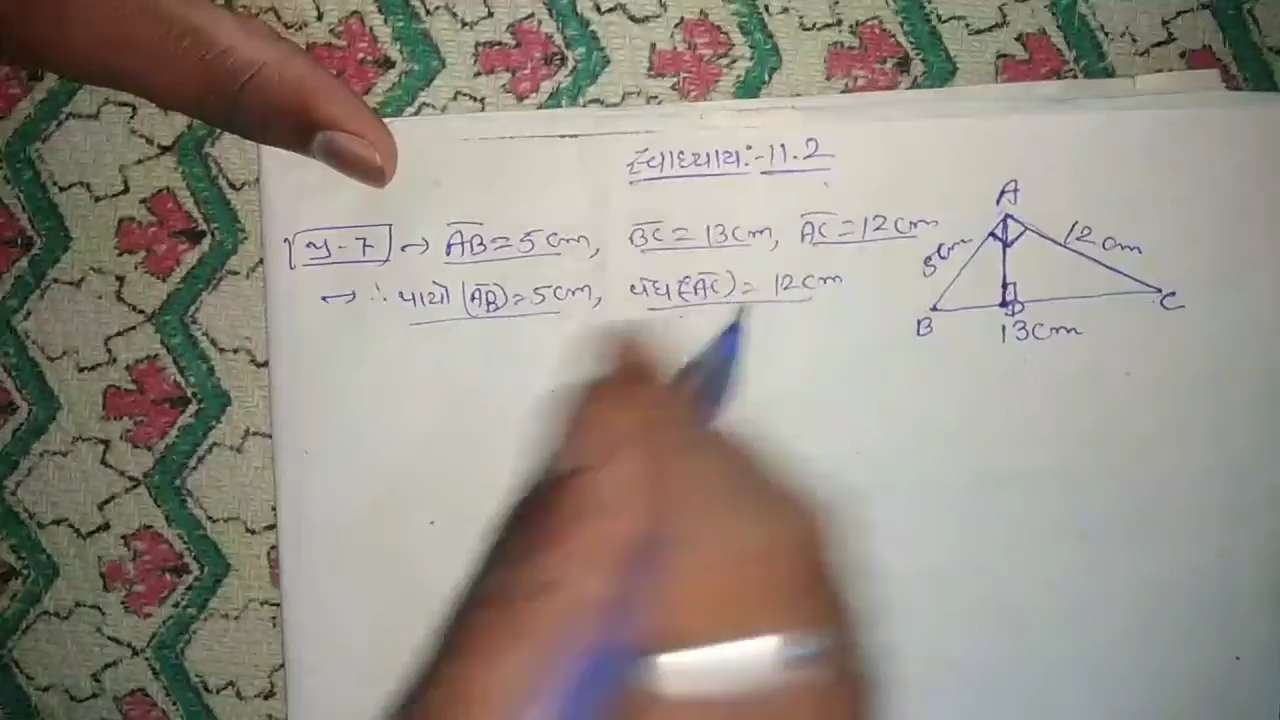 સ્વાધ્યાય:-11.2
પ્ર-7 → AB = 5cm, BC = 13cm, AC = 12cm
→ ∴ પાયો (AB) = 5cm, વેધ (AC) = 12cm
A
5cm
12cm
B
D
C
13cm